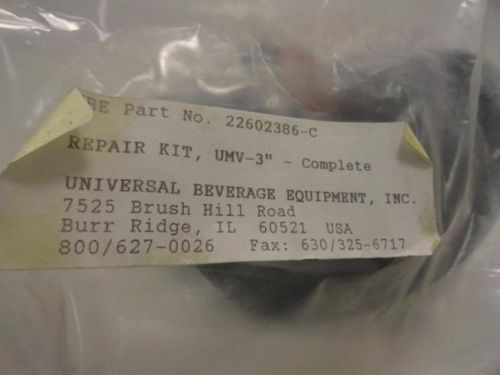 UBE Part No. 22602386-C
REPAIR KIT, UMV-3" - Complete
UNIVERSAL BEVERAGE EQUIPMENT, INC.
7525 Brush Hill Road
Burr Ridge, IL 60521 USA
800/627-0026 Fax: 630/325-6717